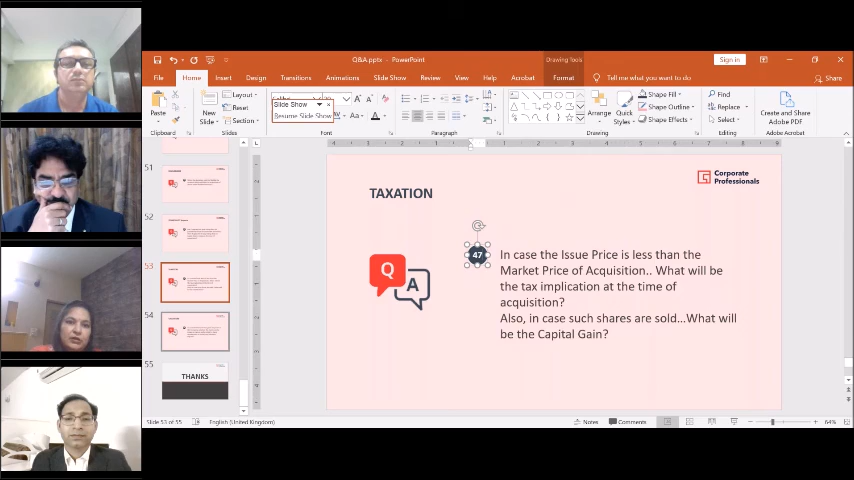 Q&A.pptx - PowerPoint
Drawing Tools
Sign in
File
Home
Insert
Design
Transitions
Animations
Slide Show
Review
View
Help
Acrobat
Format
Tell me what you want to do
Share
Paste
Clipboard
New
Slide
Layout
Reset
Section
Slides
Slide Show
Resume Slide Show
Font
Paragraph
Arrange
Quick
Styles
Shape Fill
Shape Outline
Shape Effects
Drawing
Find
Replace
Select
Editing
Create and Share
Adobe PDF
Adobe Acrobat
51
52
53
54
55
THANKS
Corporate
Professionals
TAXATION
Q
A
47
In case the Issue Price is less than the
Market Price of Acquisition.. What will be
the tax implication at the time of
acquisition?
Also, in case such shares are sold...What will
be the Capital Gain?
Slide 53 of 55
English (United Kingdom)
Notes
Comments
64%